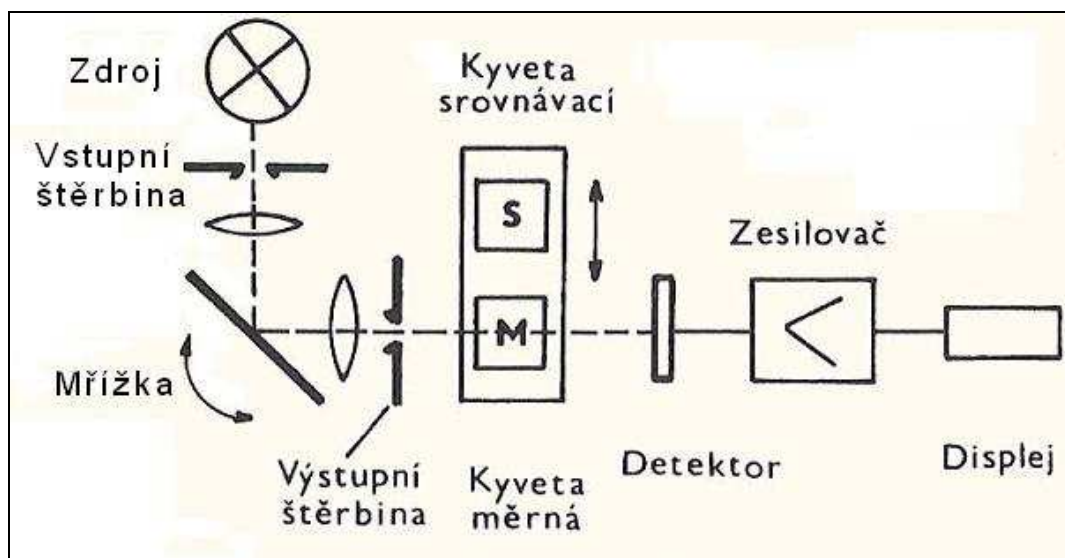 Zdroj
Vstupní
štěrbina
Mřížka
Výstupní
štěrbina
Kyveta
srovnávací
S
M
Kyveta
měrná
Detektor
Zesilovač
Displej